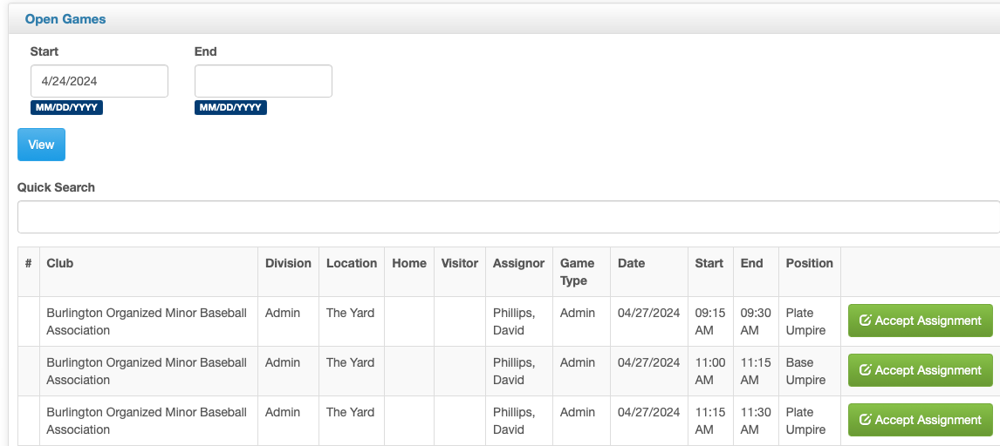 Open Games
Start End
4/24/2024
MM/DD/YYYY MM/DD/YYYY
View
Quick Search
# Club Division Location Home Visitor Assignor Game Type Date Start End Position
Burlington Organized Minor Baseball Association Admin The Yard Phillips, David Admin 04/27/2024 09:15 AM 09:30 AM Plate Umpire Accept Assignment
Burlington Organized Minor Baseball Association Admin The Yard Phillips, David Admin 04/27/2024 11:00 AM 11:15 AM Base Umpire Accept Assignment
Burlington Organized Minor Baseball Association Admin The Yard Phillips, David Admin 04/27/2024 11:15 AM 11:30 AM Plate Umpire Accept Assignment